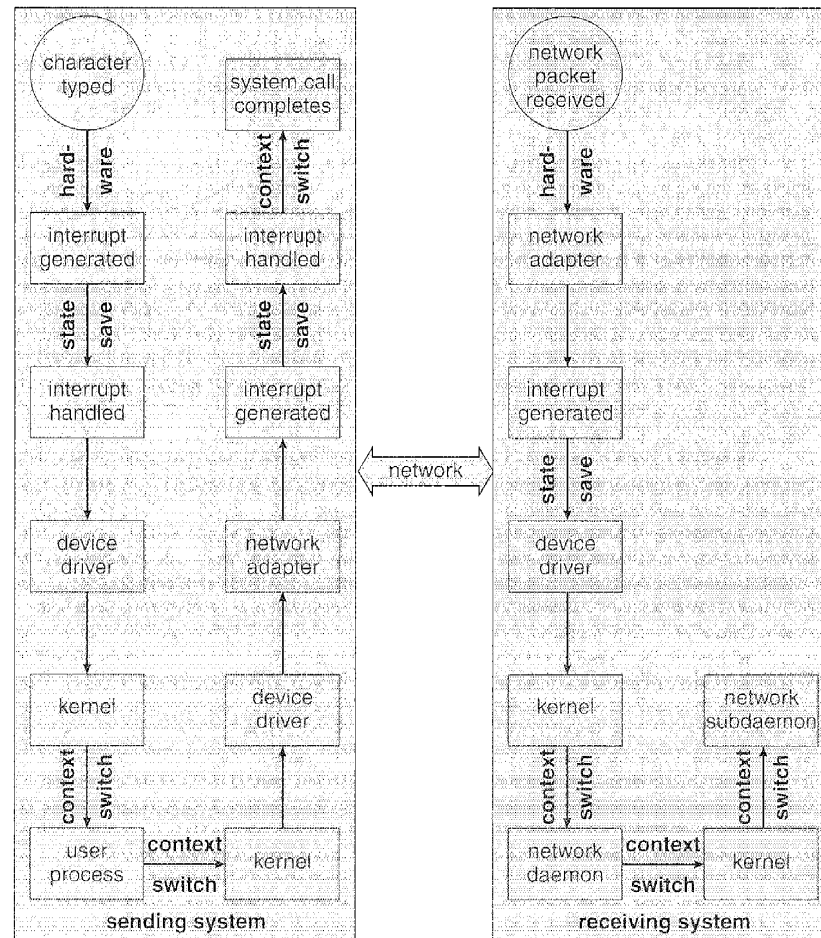 character
typed
hard-
ware
interrupt
generated
state
save
interrupt
handled
device
driver
kernel
context
switch
user
process
context
switch
kernel
device
driver
network
adapter
interrupt
generated
state
save
interrupt
handled
context
switch
system call
completes
sending system
network
network
packet
received
hard-
ware
network
adapter
interrupt
generated
state
save
device
driver
kernel
context
switch
network
daemon
context
switch
kernel
context
switch
network
subdaemon
receiving system